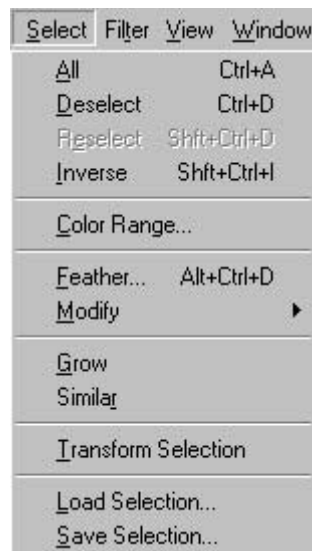 Select Filter View Window
All Ctrl+A
Deselect Ctrl+D
Reselect Shft+Ctrl+D
Inverse Shft+Ctrl+I
Color Range...
Feather... Alt+Ctrl+D
Modify
Grow
Similar
Transform Selection
Load Selection...
Save Selection...